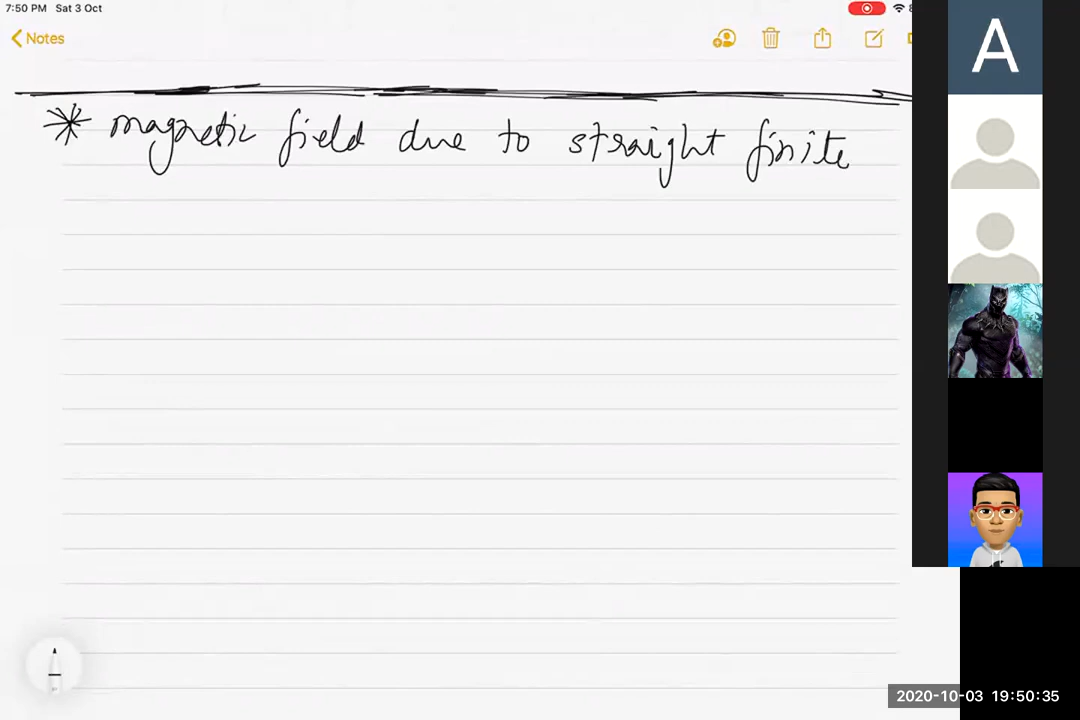 7:50 PM Sat 3 Oct
Notes
A
* magnetic field due to straight finite
2020-10-03 19:50:35